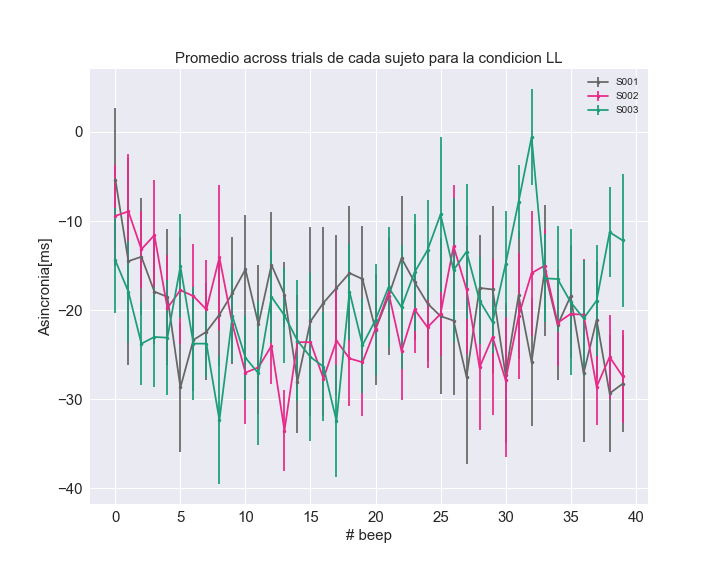 Promedio across trials de cada sujeto para la condicion LL
S001
S002
S003
Asincronia[ms]
0
−10
−20
−30
−40
0 5 10 15 20 25 30 35 40
# beep